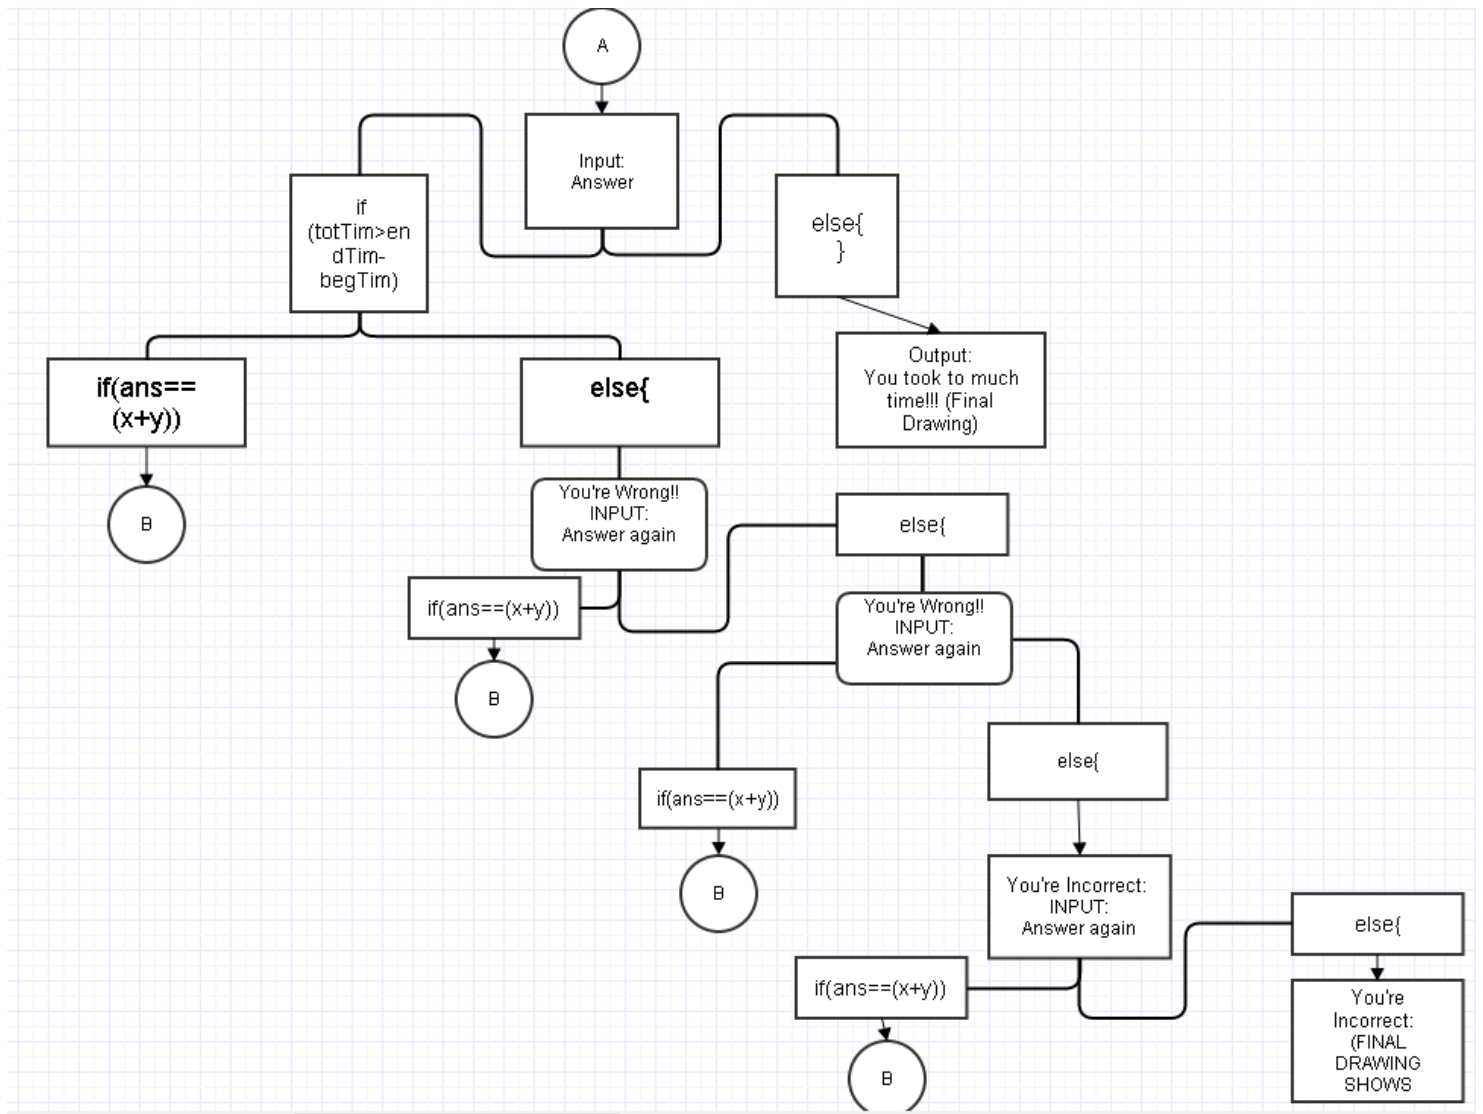 A
Input:
Answer
if
(totTim>en
dTim-
begTim)
else{
}
Output:
You took to much
time!!! (Final
Drawing)
if(ans==
(x+y))
else{
B
You're Wrong!!
INPUT:
Answer again
else{
if(ans==(x+y))
B
You're Wrong!!
INPUT:
Answer again
else{
if(ans==(x+y))
B
You're Incorrect:
INPUT:
Answer again
else{
if(ans==(x+y))
B
You're
Incorrect:
(FINAL
DRAWING
SHOWS